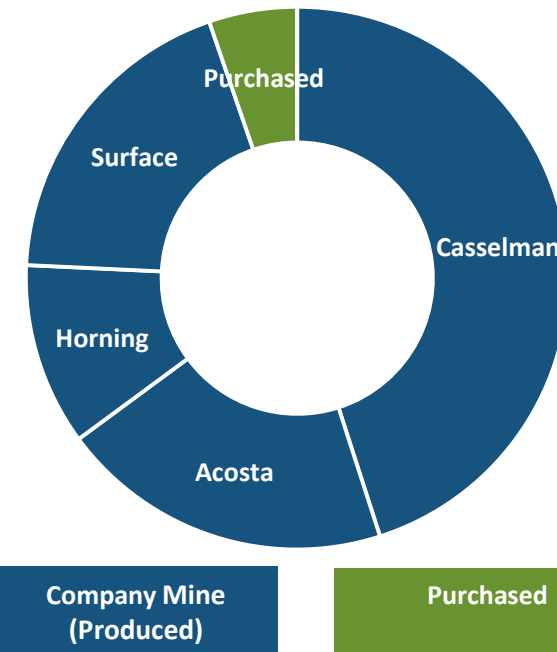 Purchased
Surface
Casselman
Horning
Acosta
Company Mine
(Produced)
Purchased